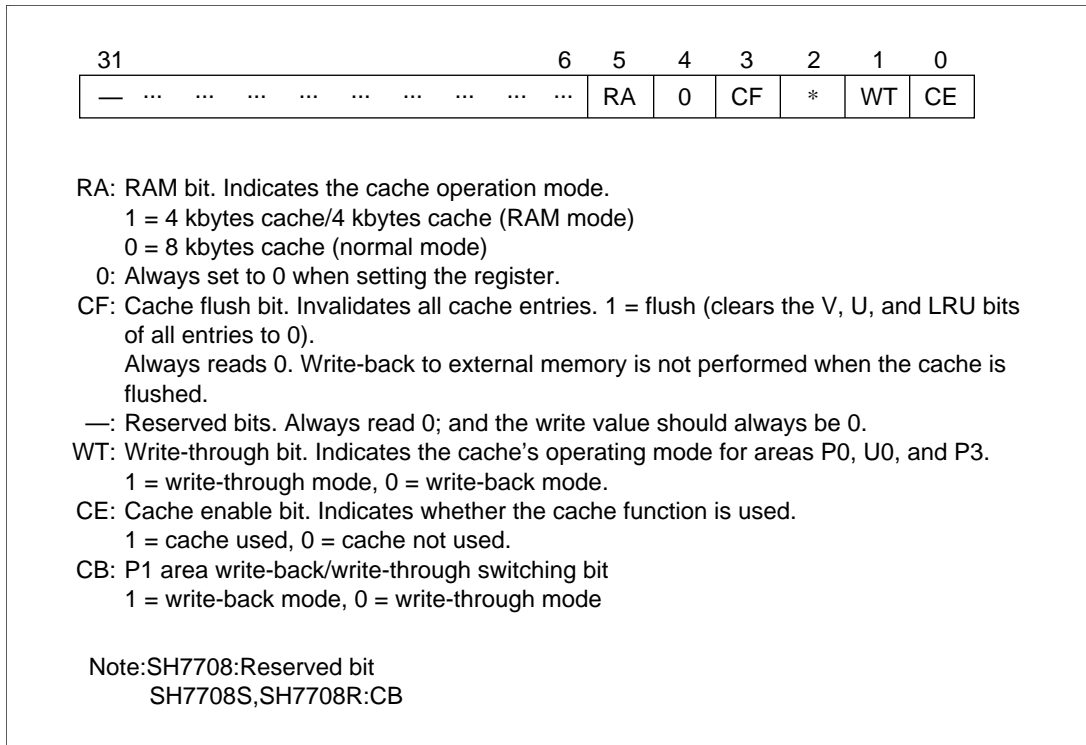 31 6 5 4 3 2 1 0
— ... ... ... ... ... ... ... ... ... RA 0 CF * WT CE
RA: RAM bit. Indicates the cache operation mode.
1 = 4 kbytes cache/4 kbytes cache (RAM mode)
0 = 8 kbytes cache (normal mode)
0: Always set to 0 when setting the register.
CF: Cache flush bit. Invalidates all cache entries. 1 = flush (clears the V, U, and LRU bits
of all entries to 0).
Always reads 0. Write-back to external memory is not performed when the cache is
flushed.
—: Reserved bits. Always read 0; and the write value should always be 0.
WT: Write-through bit. Indicates the cache's operating mode for areas P0, U0, and P3.
1 = write-through mode, 0 = write-back mode.
CE: Cache enable bit. Indicates whether the cache function is used.
1 = cache used, 0 = cache not used.
CB: P1 area write-back/write-through switching bit
1 = write-back mode, 0 = write-through mode
Note:SH7708:Reserved bit
SH7708S,SH7708R:CB